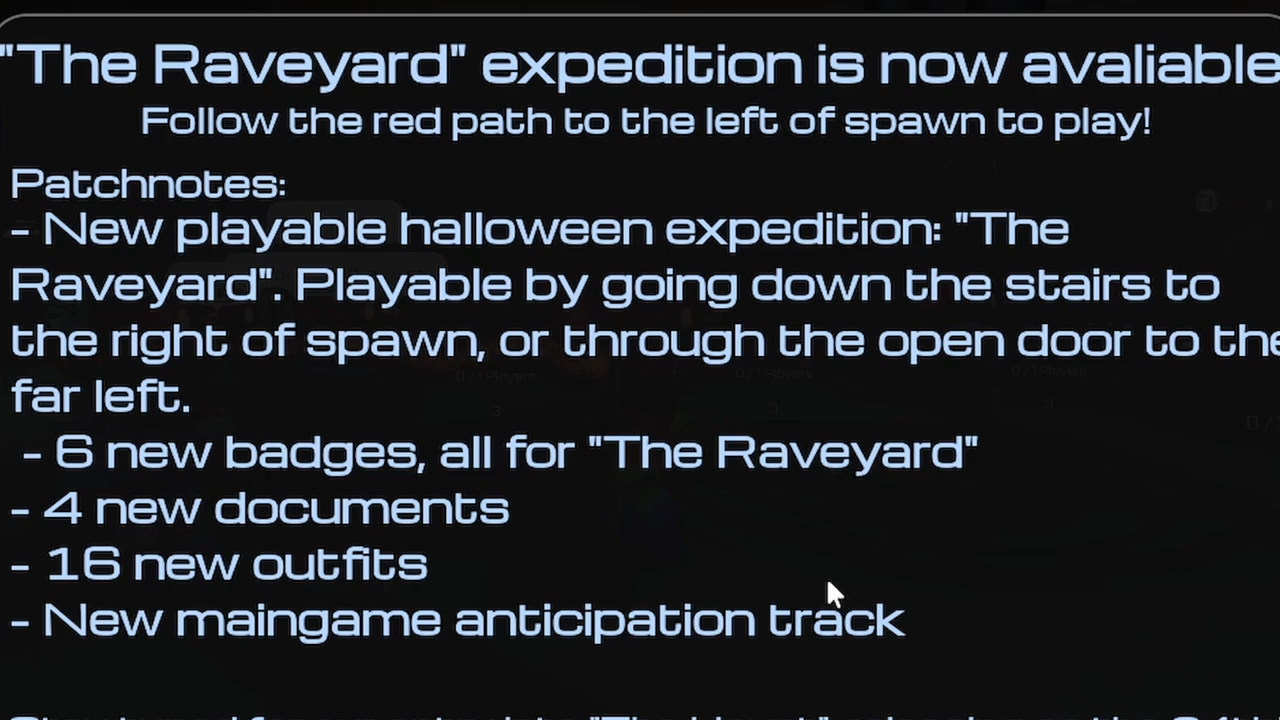 "The Raveyard" expedition is now avaliable
Follow the red path to the left of spawn to play!
Patchnotes:
- New playable halloween expedition: "The
Raveyard". Playable by going down the stairs to
the right of spawn, or through the open door to the
far left.
- 6 new badges, all for "The Raveyard"
- 4 new documents
- 16 new outfits
- New maingame anticipation track